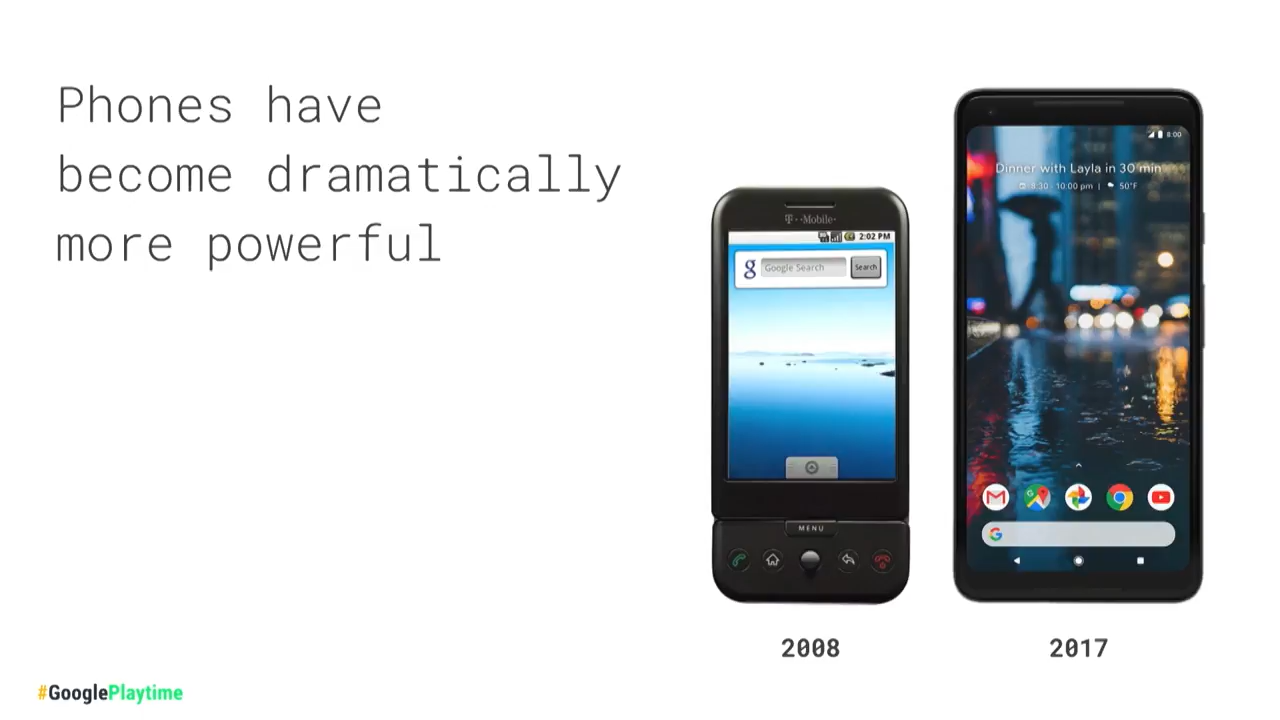 Phones have
become dramatically
more powerful
T··Mobile·
2:02 PM
g Google Search Search
MENU
8:00
Dinner with Layla in 30 min
8:30 - 10:00 pm | 50°F
G
2008
2017
#GooglePlaytime